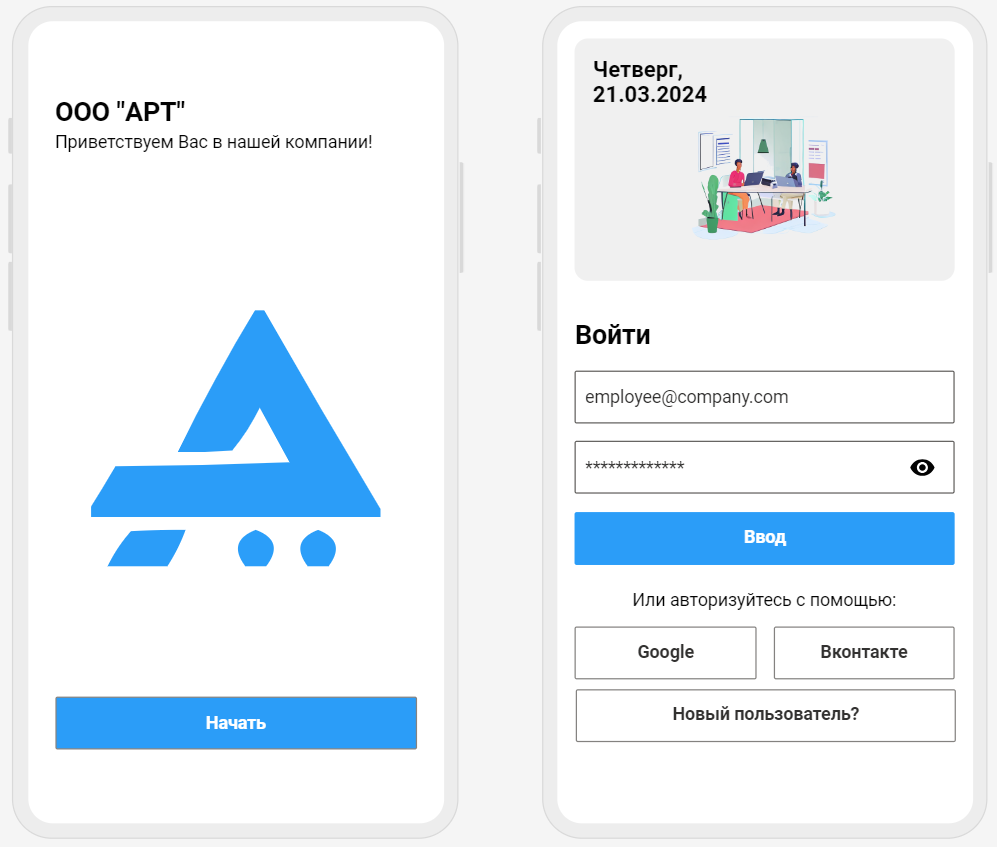 ООО "АРТ"
Приветствуем Вас в нашей компании!
Начать
Четверг,
21.03.2024
Войти
employee@company.com
*************
Ввод
Или авторизуйтесь с помощью:
Google
Вконтакте
Новый пользователь?